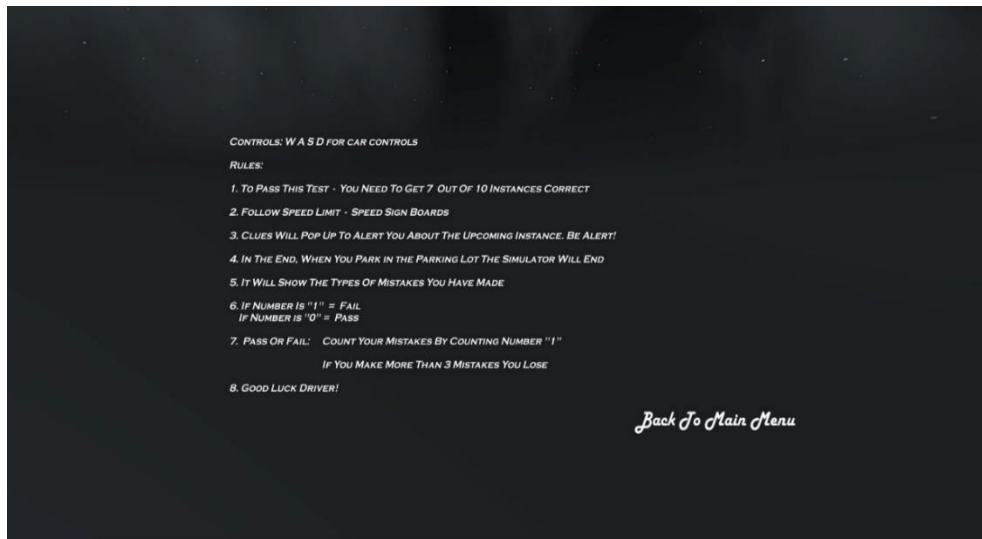 CONTROLS: W A S D FOR CAR CONTROLS
RULES:
1. TO PASS THIS TEST - YOU NEED TO GET 7 OUT OF 10 INSTANCES CORRECT
2. FOLLOW SPEED LIMIT - SPEED SIGN BOARDS
3. CLUES WILL POP UP TO ALERT YOU ABOUT THE UPCOMING INSTANCE. BE ALERT!
4. IN THE END, WHEN YOU PARK IN THE PARKING LOT THE SIMULATOR WILL END
5. IT WILL SHOW THE TYPES OF MISTAKES YOU HAVE MADE
6. IF NUMBER IS "1" = FAIL
IF NUMBER IS "0" = PASS
7. PASS OR FAIL: COUNT YOUR MISTAKES BY COUNTING NUMBER "1"
IF YOU MAKE MORE THAN 3 MISTAKES YOU LOSE
8. GOOD LUCK DRIVER!
Back To Main Menu